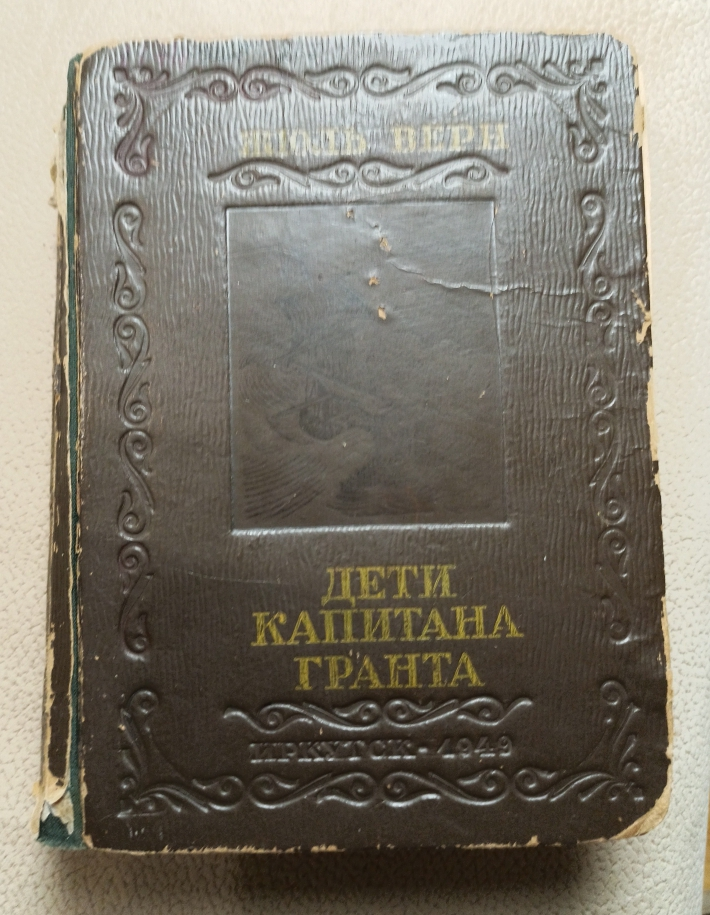 ЖЮЛЬ ВЕРН
ДЕТИ
КАПИТАНА
ГРАНТА
ИРКУТСК - 1949